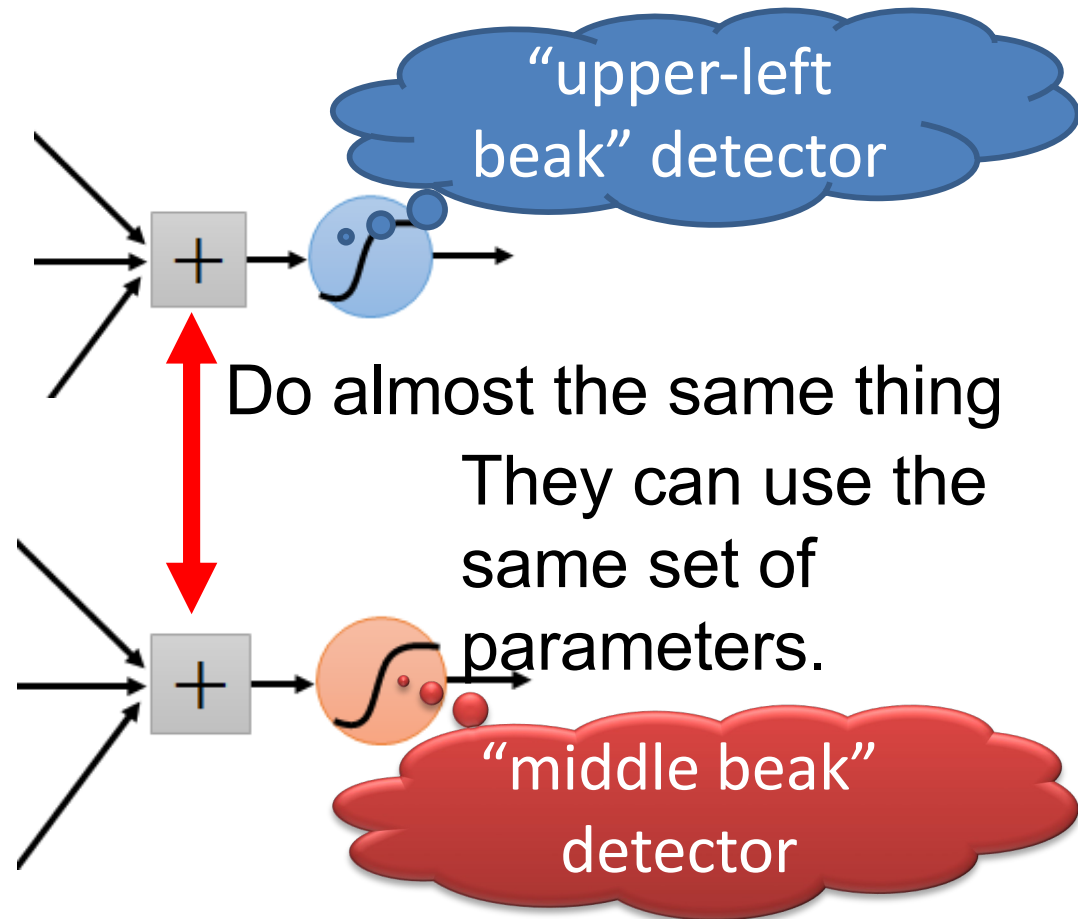 “upper-left
beak” detector
+
Do almost the same thing
They can use the
same set of
parameters.
+
“middle beak”
detector